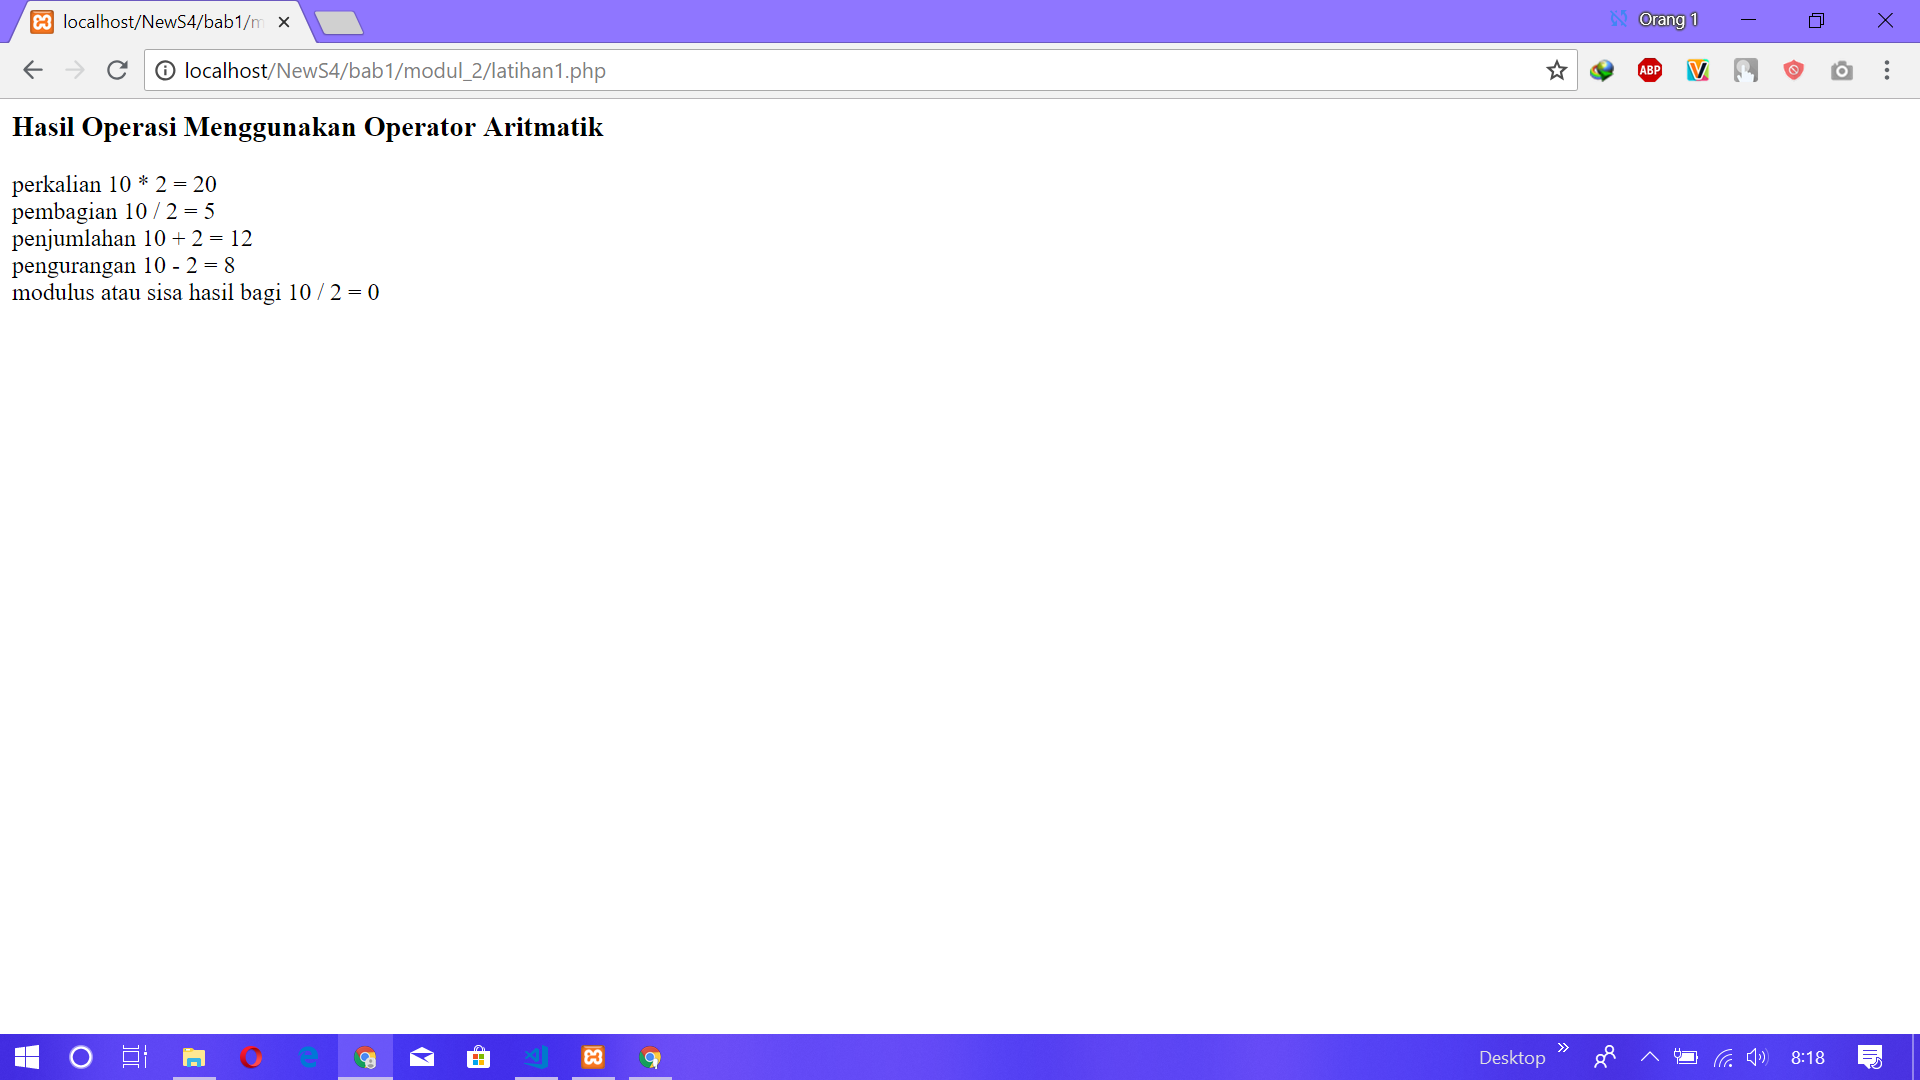 localhost/NewS4/bab1/m
Orang 1
localhost/NewS4/bab1/modul_2/latihan1.php
ABP
Hasil Operasi Menggunakan Operator Aritmatik
perkalian 10 * 2 = 20
pembagian 10 / 2 = 5
penjumlahan 10 + 2 = 12
pengurangan 10 - 2 = 8
modulus atau sisa hasil bagi 10 / 2 = 0
Desktop
8:18